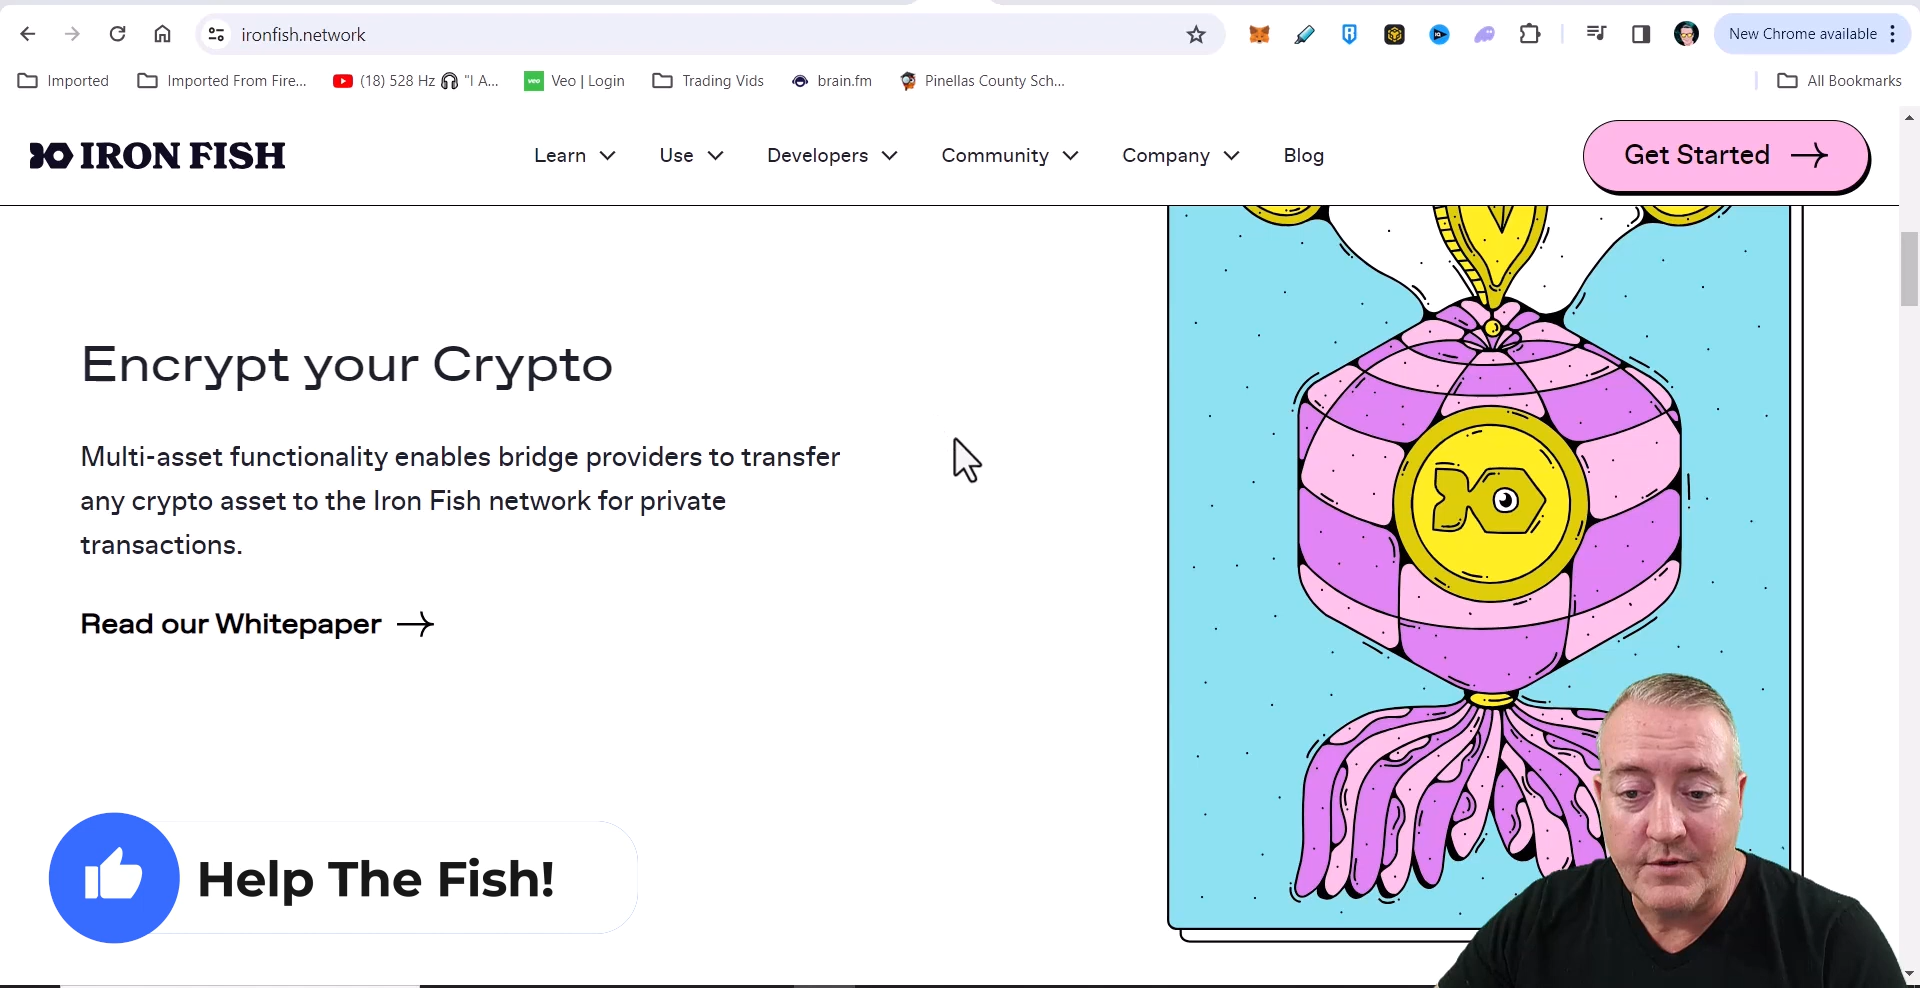 ironfish.network
New Chrome available
Imported
Imported From Fire...
(18) 528 Hz 🎧 "I A...
veo
Veo | Login
Trading Vids
brain.fm
Pinellas County Sch...
All Bookmarks
IRON FISH
Learn
Use
Developers
Community
Company
Blog
Get Started
Encrypt your Crypto
Multi-asset functionality enables bridge providers to transfer
any crypto asset to the Iron Fish network for private
transactions.
Read our Whitepaper
Help The Fish!